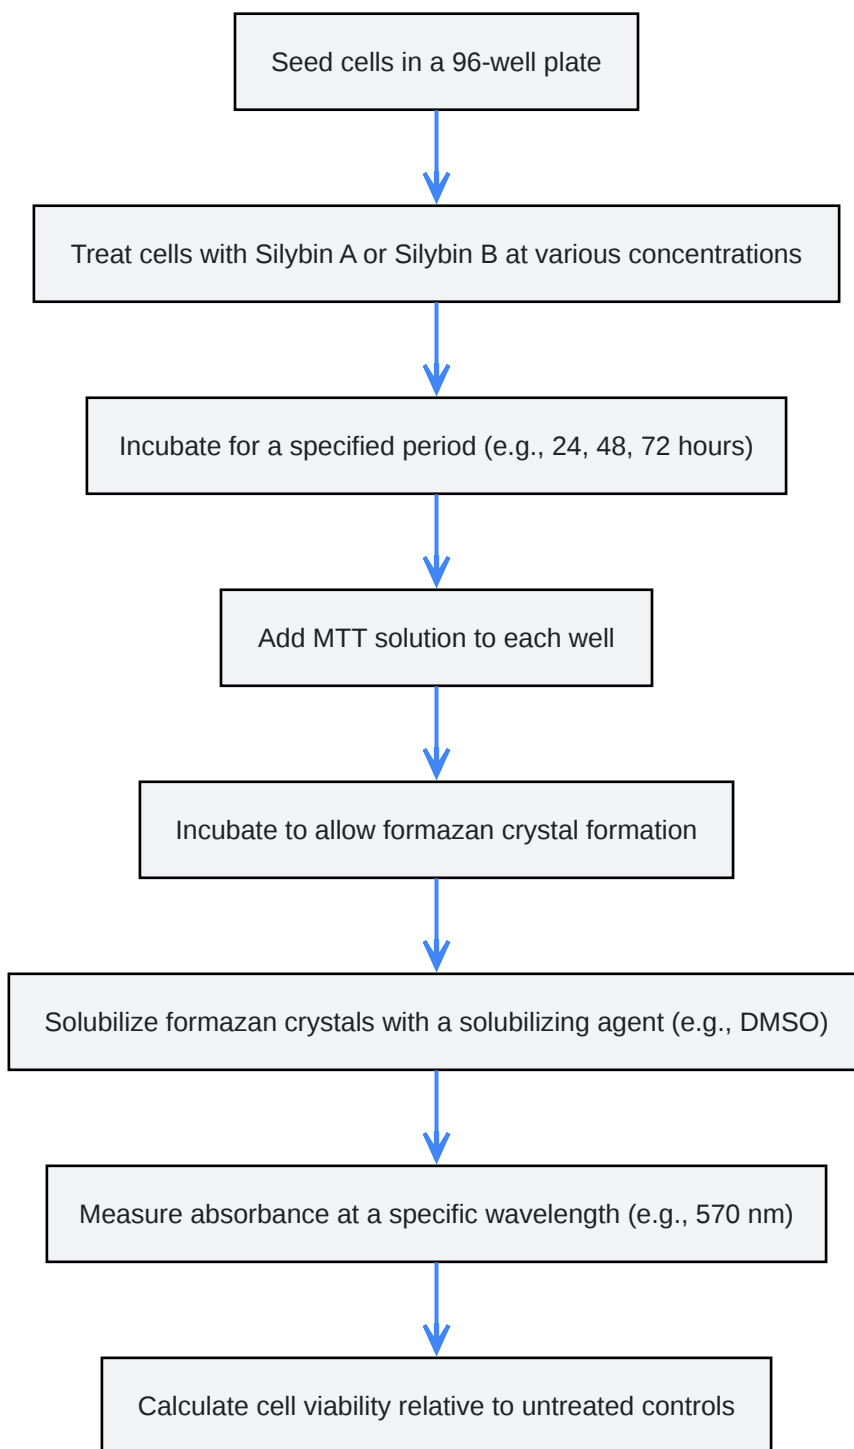 Seed cells in a 96-well plate
Treat cells with Silybin A or Silybin B at various concentrations
Incubate for a specified period (e.g., 24, 48, 72 hours)
Add MTT solution to each well
Incubate to allow formazan crystal formation
Solubilize formazan crystals with a solubilizing agent (e.g., DMSO)
Measure absorbance at a specific wavelength (e.g., 570 nm)
Calculate cell viability relative to untreated controls